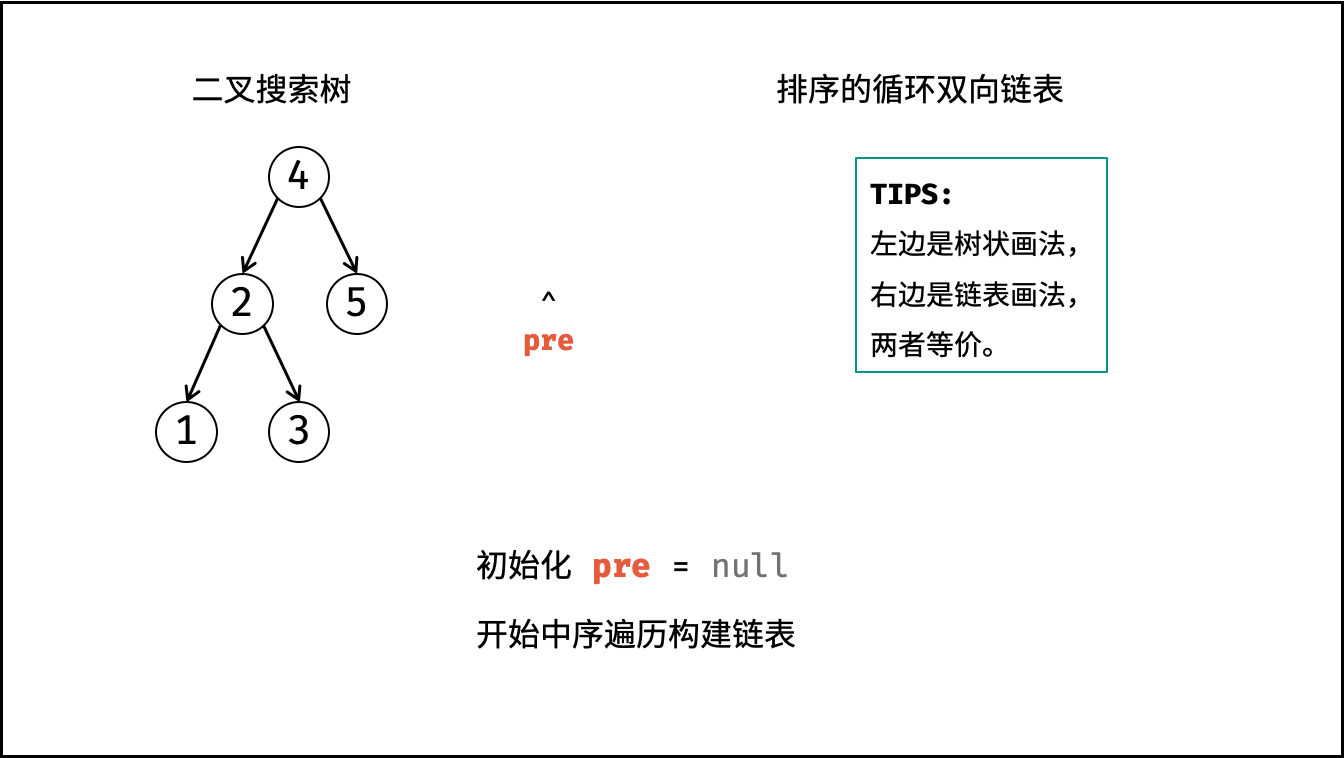 二叉搜索树
排序的循环双向链表
4
2
5
1
3
^
pre
TIPS:
左边是树状画法,
右边是链表画法,
两者等价。
初始化 pre = null
开始中序遍历构建链表